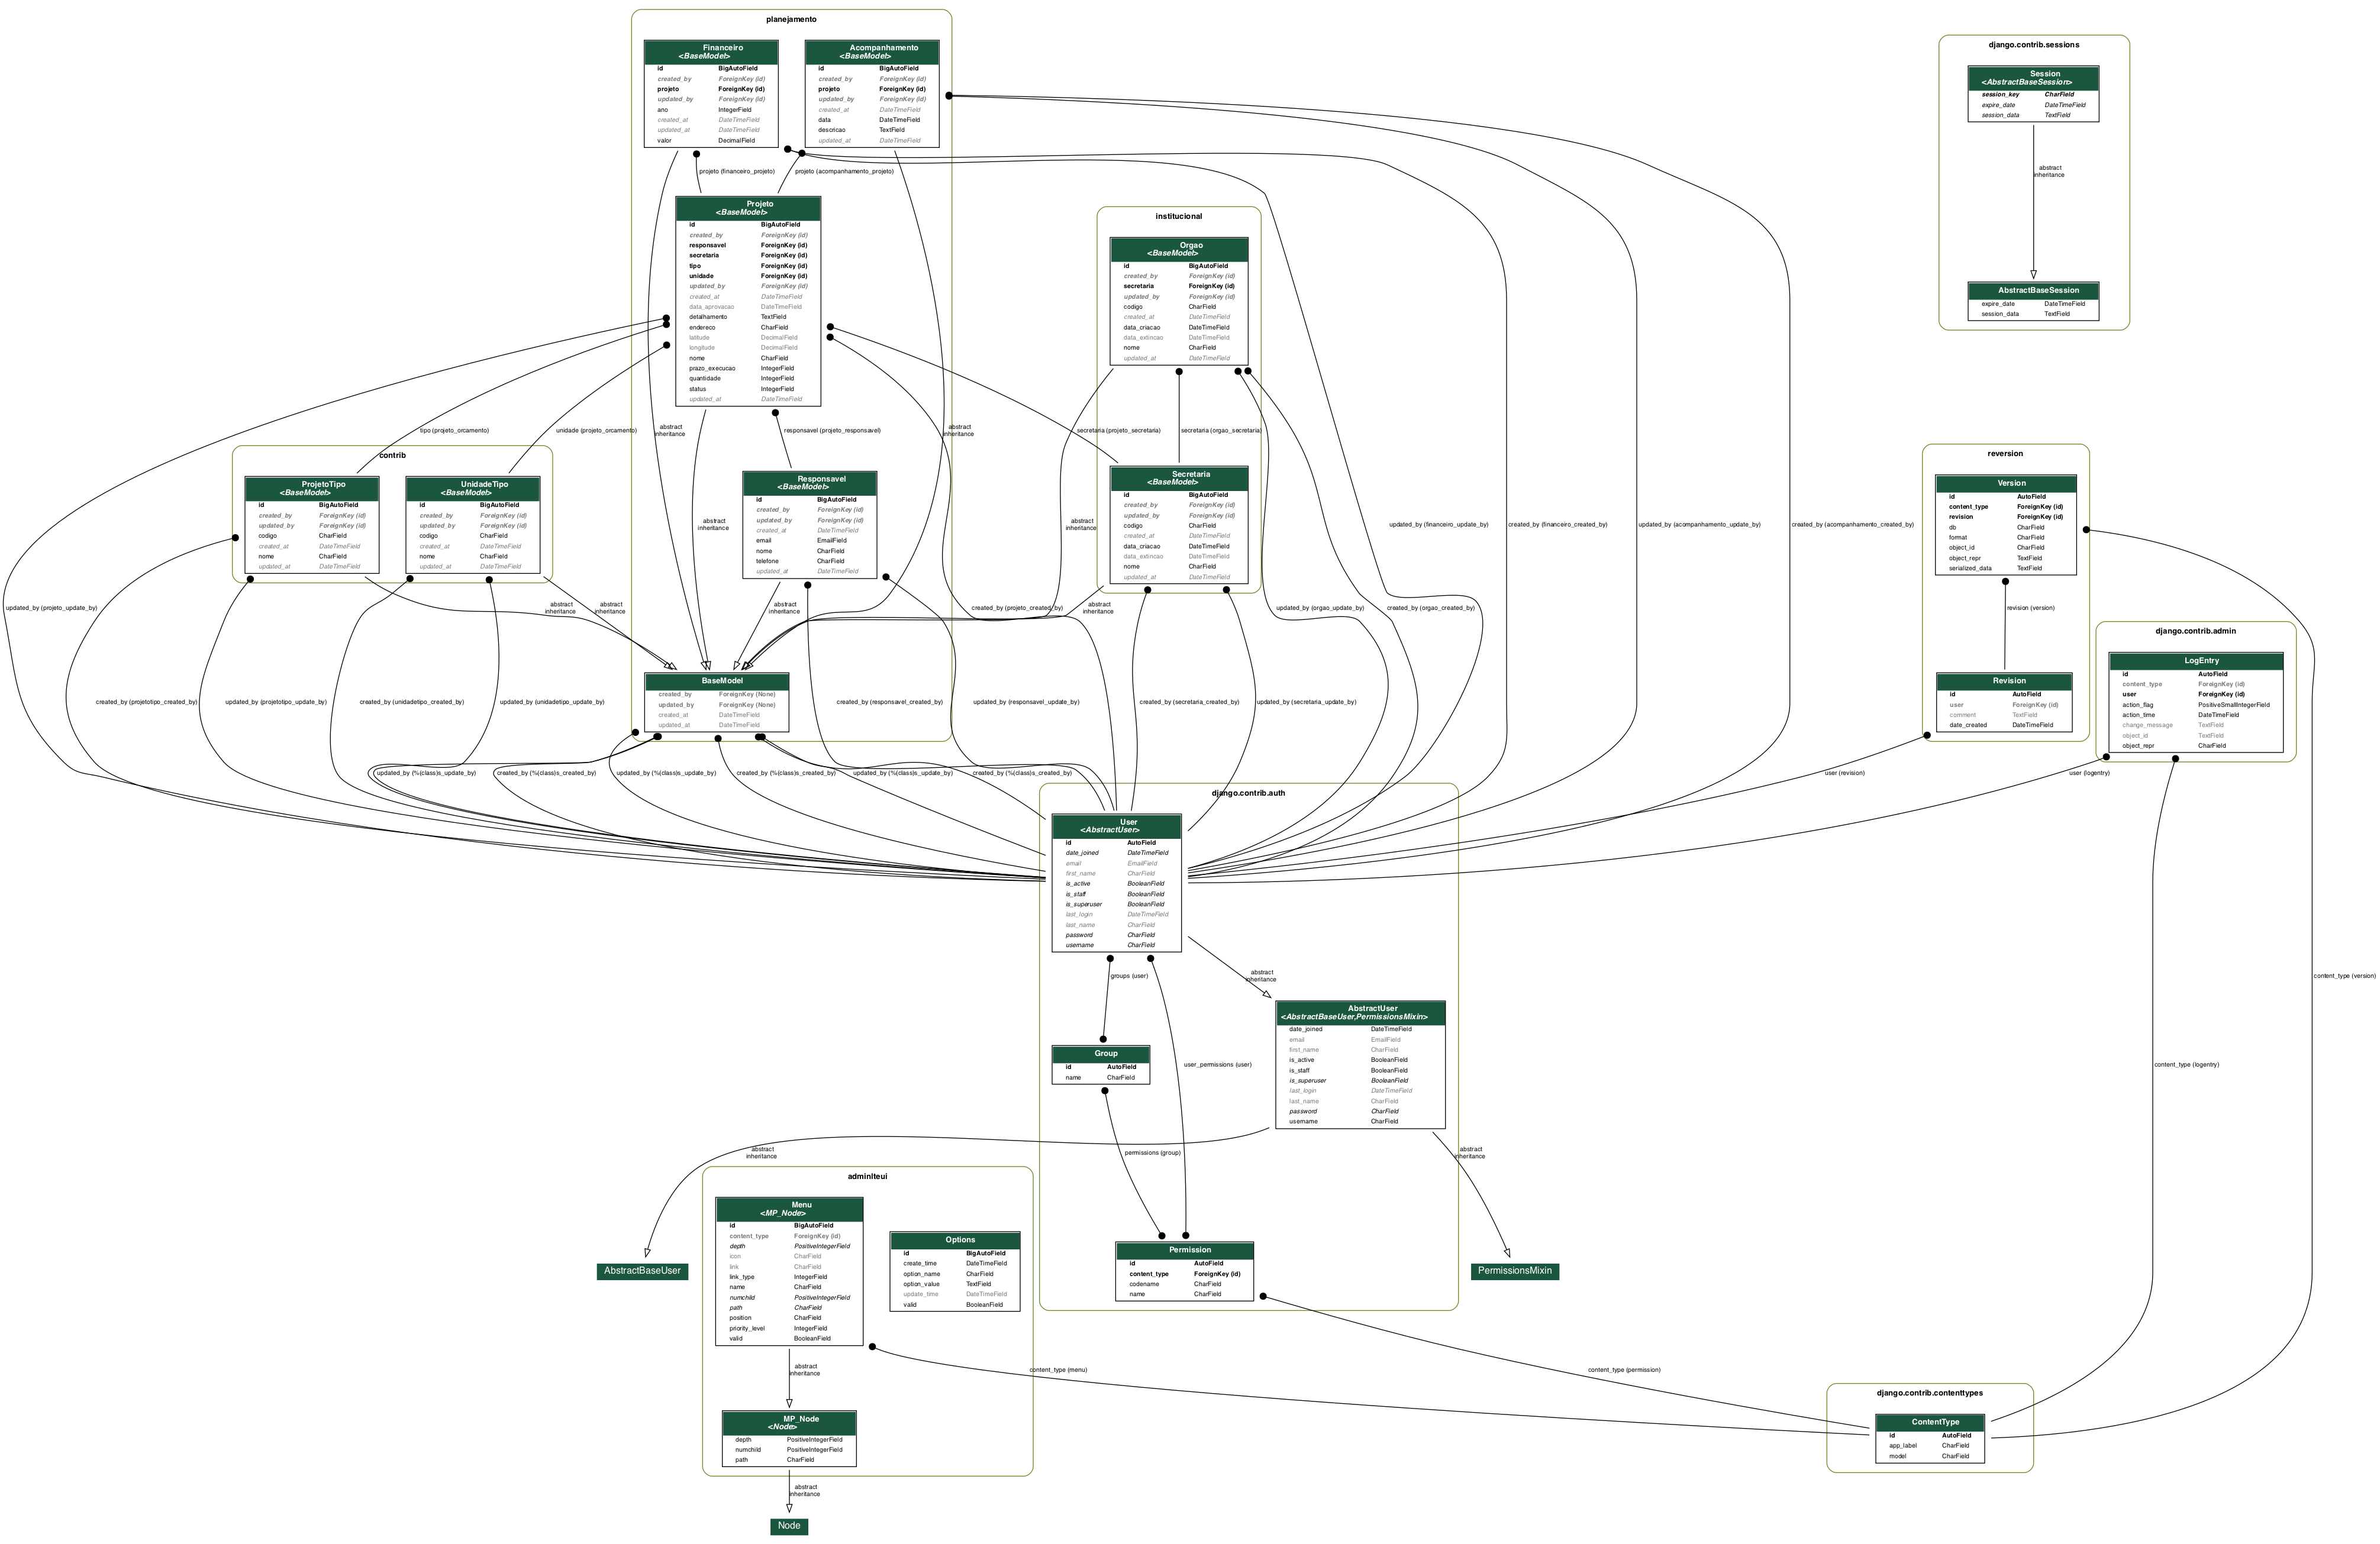 planejamento
Financeiro
<BaseModel>
id BigAutoField
created_by ForeignKey (id)
projeto ForeignKey (id)
updated_by ForeignKey (id)
ano IntegerField
created_at DateTimeField
updated_at DateTimeField
valor DecimalField
Acompanhamento
<BaseModel>
id BigAutoField
created_by ForeignKey (id)
projeto ForeignKey (id)
updated_by ForeignKey (id)
created_at DateTimeField
data DateTimeField
descricao TextField
updated_at DateTimeField
projeto (financeiro_projeto)
projeto (acompanhamento_projeto)
Projeto
<BaseModel>
id BigAutoField
created_by ForeignKey (id)
responsavel ForeignKey (id)
secretaria ForeignKey (id)
tipo ForeignKey (id)
unidade ForeignKey (id)
updated_by ForeignKey (id)
created_at DateTimeField
data_aprovacao DateTimeField
detalhamento TextField
endereco CharField
latitude DecimalField
longitude DecimalField
nome CharField
prazo_execucao IntegerField
quantidade IntegerField
status IntegerField
updated_at DateTimeField
django.contrib.sessions
Session
<AbstractBaseSession>
session_key CharField
expire_date DateTimeField
session_data TextField
abstract
inheritance
AbstractBaseSession
expire_date DateTimeField
session_data TextField
institucional
Orgao
<BaseModel>
id BigAutoField
created_by ForeignKey (id)
secretaria ForeignKey (id)
updated_by ForeignKey (id)
codigo CharField
created_at DateTimeField
data_criacao DateTimeField
data_extincao DateTimeField
nome CharField
updated_at DateTimeField
tipo (projeto_orcamento)
unidade (projeto_orcamento)
abstract
inheritance
responsavel (projeto_responsavel)
abstract
inheritance
secretaria (projeto_secretaria)
secretaria (orgao_secretaria)
contrib
ProjetoTipo
<BaseModel>
id BigAutoField
created_by ForeignKey (id)
updated_by ForeignKey (id)
codigo CharField
created_at DateTimeField
nome CharField
updated_at DateTimeField
UnidadeTipo
<BaseModel>
id BigAutoField
created_by ForeignKey (id)
updated_by ForeignKey (id)
codigo CharField
created_at DateTimeField
nome CharField
updated_at DateTimeField
abstract
inheritance
Responsavel
<BaseModel>
id BigAutoField
created_by ForeignKey (id)
updated_by ForeignKey (id)
created_at DateTimeField
email EmailField
nome CharField
telefone CharField
updated_at DateTimeField
abstract
inheritance
Secretaria
<BaseModel>
id BigAutoField
created_by ForeignKey (id)
updated_by ForeignKey (id)
codigo CharField
created_at DateTimeField
data_criacao DateTimeField
data_extincao DateTimeField
nome CharField
updated_at DateTimeField
updated_by (financeiro_update_by)
created_by (financeiro_created_by)
updated_by (acompanhamento_update_by)
created_by (acompanhamento_created_by)
reversion
Version
id AutoField
content_type ForeignKey (id)
revision ForeignKey (id)
db CharField
format CharField
object_id CharField
object_repr TextField
serialized_data TextField
updated_by (projeto_update_by)
abstract
inheritance
abstract
inheritance
abstract
inheritance
created_by (projeto_created_by)
abstract
inheritance
updated_by (orgao_update_by)
created_by (orgao_created_by)
revision (version)
django.contrib.admin
LogEntry
id AutoField
content_type ForeignKey (id)
user ForeignKey (id)
action_flag PositiveSmallIntegerField
action_time DateTimeField
change_message TextField
object_id TextField
object_repr CharField
Revision
id AutoField
user ForeignKey (id)
comment TextField
date_created DateTimeField
BaseModel
created_by ForeignKey (None)
updated_by ForeignKey (None)
created_at DateTimeField
updated_at DateTimeField
created_by (projetotipo_created_by)
updated_by (projetotipo_update_by)
created_by (unidadetipo_created_by)
updated_by (unidadetipo_update_by)
created_by (responsavel_created_by)
updated_by (responsavel_update_by)
created_by (secretaria_created_by)
updated_by (secretaria_update_by)
updated_by (%(class)s_update_by)
created_by (%(class)s_created_by)
updated_by (%(class)s_update_by)
created_by (%(class)s_created_by)
updated_by (%(class)s_update_by)
created_by (%(class)s_created_by)
user (revision)
user (logentry)
django.contrib.auth
User
<AbstractUser>
id AutoField
date_joined DateTimeField
email EmailField
first_name CharField
is_active BooleanField
is_staff BooleanField
is_superuser BooleanField
last_login DateTimeField
last_name CharField
password CharField
username CharField
groups (user)
abstract
inheritance
content_type (version)
AbstractUser
<AbstractBaseUser,PermissionsMixin>
date_joined DateTimeField
email EmailField
first_name CharField
is_active BooleanField
is_staff BooleanField
is_superuser BooleanField
last_login DateTimeField
last_name CharField
password CharField
username CharField
Group
id AutoField
name CharField
user_permissions (user)
content_type (logentry)
abstract
inheritance
permissions (group)
abstract
inheritance
adminlteui
Menu
<MP_Node>
id BigAutoField
content_type ForeignKey (id)
depth PositiveIntegerField
icon CharField
link CharField
link_type IntegerField
name CharField
numchild PositiveIntegerField
path CharField
position CharField
priority_level IntegerField
valid BooleanField
Options
id BigAutoField
create_time DateTimeField
option_name CharField
option_value TextField
update_time DateTimeField
valid BooleanField
AbstractBaseUser
Permission
id AutoField
content_type ForeignKey (id)
codename CharField
name CharField
PermissionsMixin
abstract
inheritance
content_type (menu)
content_type (permission)
django.contrib.contenttypes
ContentType
id AutoField
app_label CharField
model CharField
MP_Node
<Node>
depth PositiveIntegerField
numchild PositiveIntegerField
path CharField
abstract
inheritance
Node